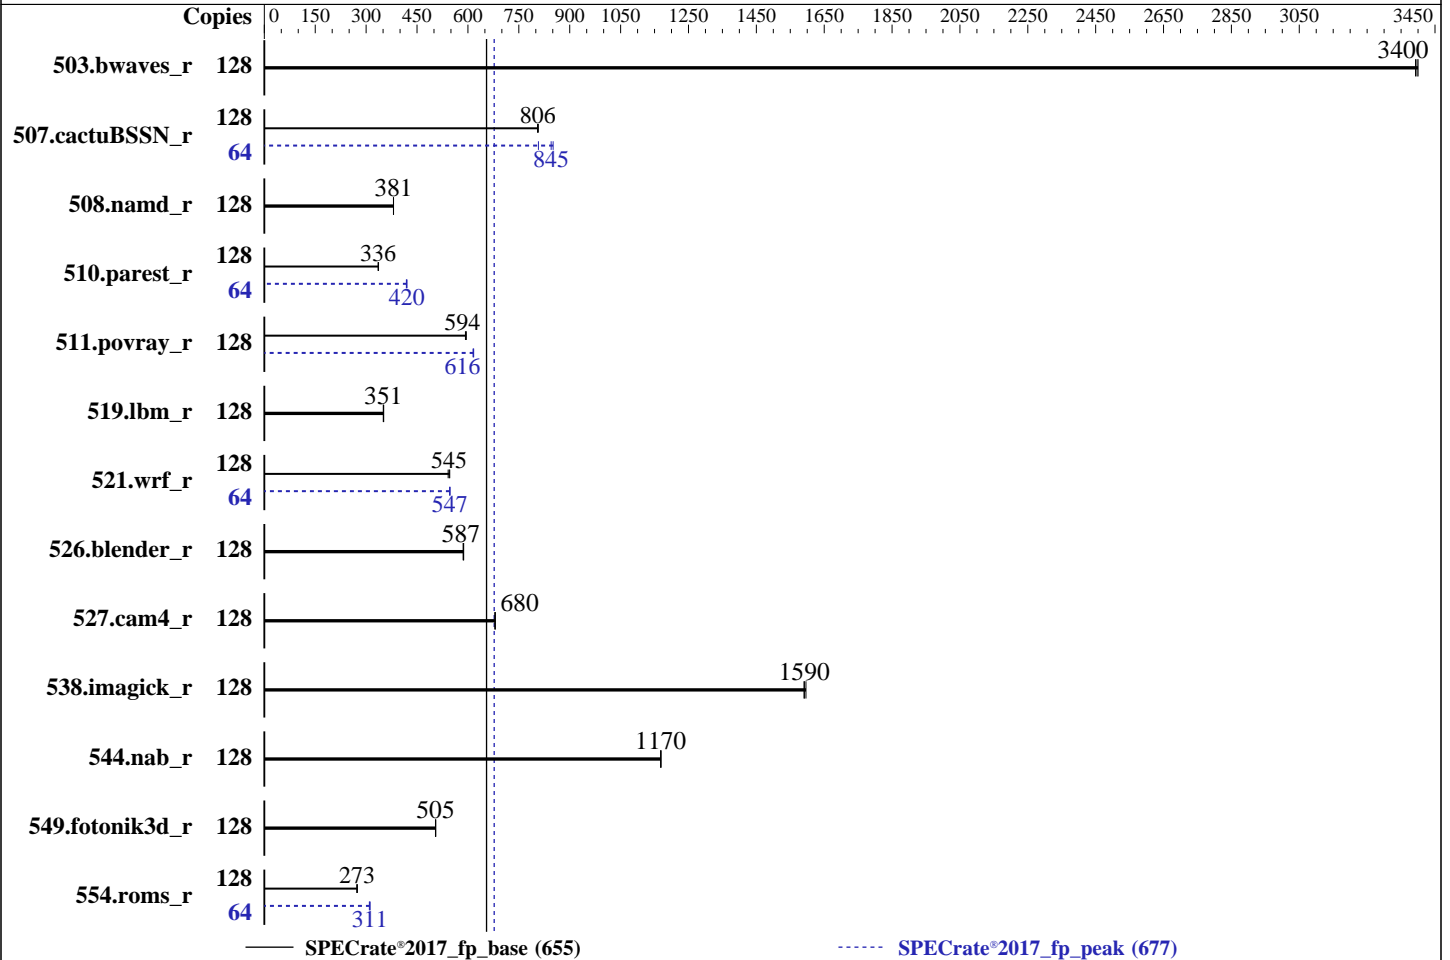 Copies 0 150 300 450 600 750 900 1050 1250 1450 1650 1850 2050 2250 2450 2650 2850 3050 3450
503.bwaves_r 128 3400
507.cactuBSSN_r 128 806
64 845
508.namd_r 128 381
510.parest_r 128 336
64 420
511.povray_r 128 594
616
519.lbm_r 128 351
521.wrf_r 128 545
64 547
526.blender_r 128 587
527.cam4_r 128 680
538.imagick_r 128 1590
544.nab_r 128 1170
549.fotonik3d_r 128 505
554.roms_r 128 273
64 311
SPECrate®2017_fp_base (655) SPECrate®2017_fp_peak (677)